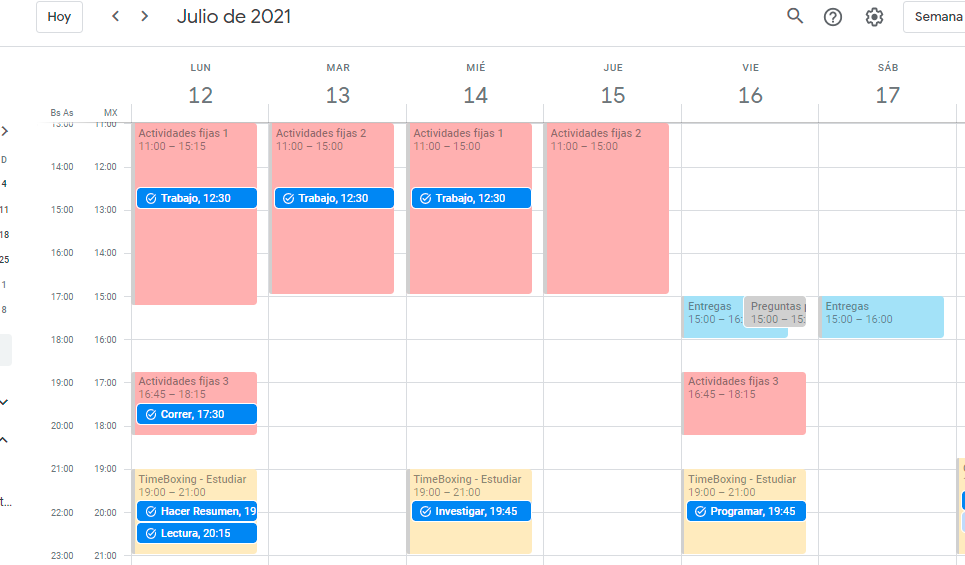 Hoy
Julio de 2021
Semana
LUN
MAR
MIÉ
JUE
VIE
SÁB
12
13
14
15
16
17
Bs As
MX
13:00
11:00
14:00
12:00
15:00
13:00
16:00
14:00
17:00
15:00
18:00
16:00
19:00
17:00
20:00
18:00
21:00
19:00
22:00
20:00
23:00
21:00
D
4
11
18
25
1
8
t...
Actividades fijas 1
11:00 – 15:15
Trabajo, 12:30
Actividades fijas 3
16:45 – 18:15
Correr, 17:30
TimeBoxing - Estudiar
19:00 – 21:00
Hacer Resumen, 19
Lectura, 20:15
Actividades fijas 2
11:00 – 15:00
Trabajo, 12:30
Actividades fijas 1
11:00 – 15:00
Trabajo, 12:30
TimeBoxing - Estudiar
19:00 – 21:00
Investigar, 19:45
Actividades fijas 2
11:00 – 15:00
Entregas
15:00 – 16:
Preguntas
15:00 – 15:
Actividades fijas 3
16:45 – 18:15
TimeBoxing - Estudiar
19:00 – 21:00
Programar, 19:45
Entregas
15:00 – 16:00